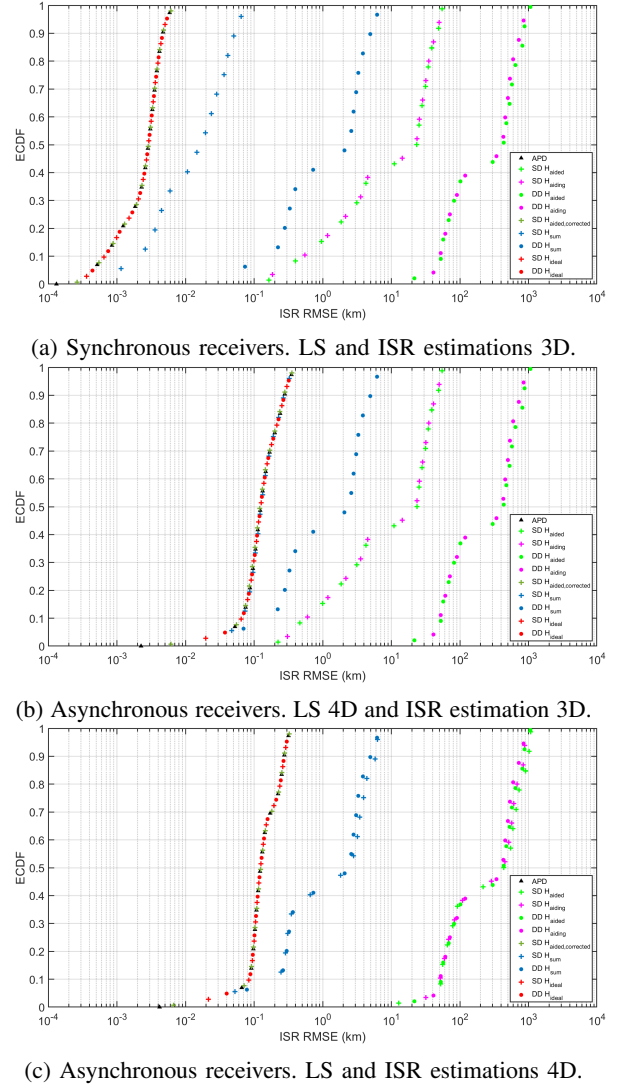 1
0.9
0.8
0.7
0.6
0.5
0.4
0.3
0.2
0.1
0
ECDF
APD
SD H_aided
SD H_aiding
DD H_aided
DD H_aiding
SD H_aided,corrected
SD H_sum
DD H_sum
SD H_ideal
DD H_ideal
10^-4 10^-3 10^-2 10^-1 10^0 10^1 10^2 10^3 10^4
ISR RMSE (km)
(a) Synchronous receivers. LS and ISR estimations 3D.
1
0.9
0.8
0.7
0.6
0.5
0.4
0.3
0.2
0.1
0
ECDF
APD
SD H_aided
SD H_aiding
DD H_aided
DD H_aiding
SD H_aided,corrected
SD H_sum
DD H_sum
SD H_ideal
DD H_ideal
10^-4 10^-3 10^-2 10^-1 10^0 10^1 10^2 10^3 10^4
ISR RMSE (km)
(b) Asynchronous receivers. LS 4D and ISR estimation 3D.
1
0.9
0.8
0.7
0.6
0.5
0.4
0.3
0.2
0.1
0
ECDF
APD
SD H_aided
SD H_aiding
DD H_aided
DD H_aiding
SD H_aided,corrected
SD H_sum
DD H_sum
SD H_ideal
DD H_ideal
10^-4 10^-3 10^-2 10^-1 10^0 10^1 10^2 10^3 10^4
ISR RMSE (km)
(c) Asynchronous receivers. LS and ISR estimations 4D.